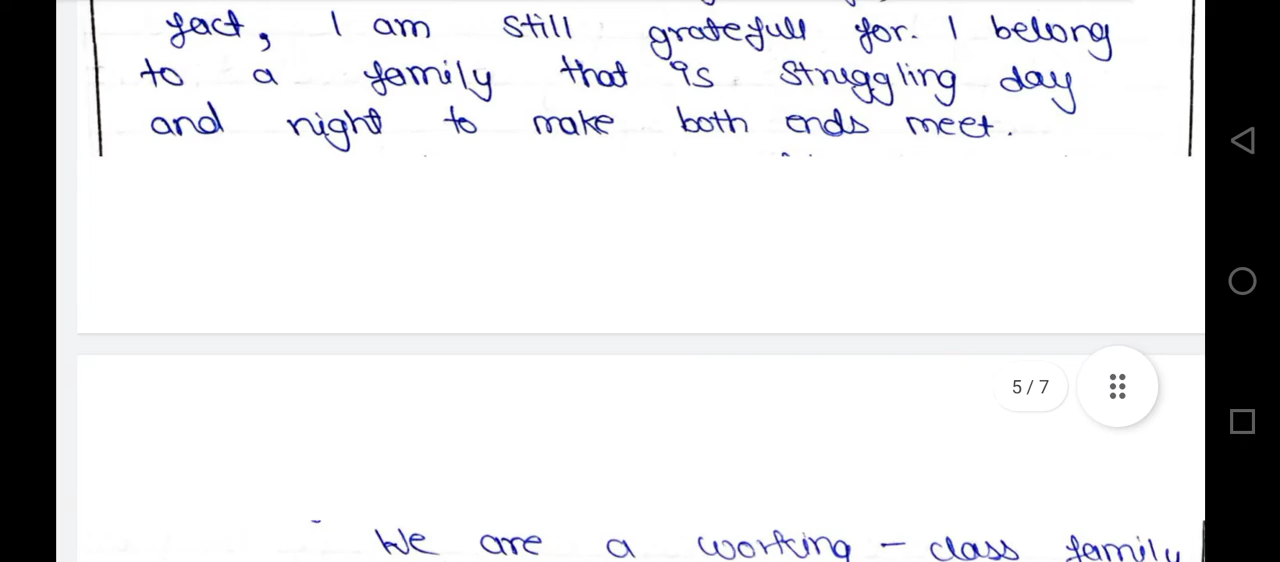 fact, I am still gratefull for. I belong
to a family that is struggling day
and night to make both ends meet.
5 / 7
We are a working - class family